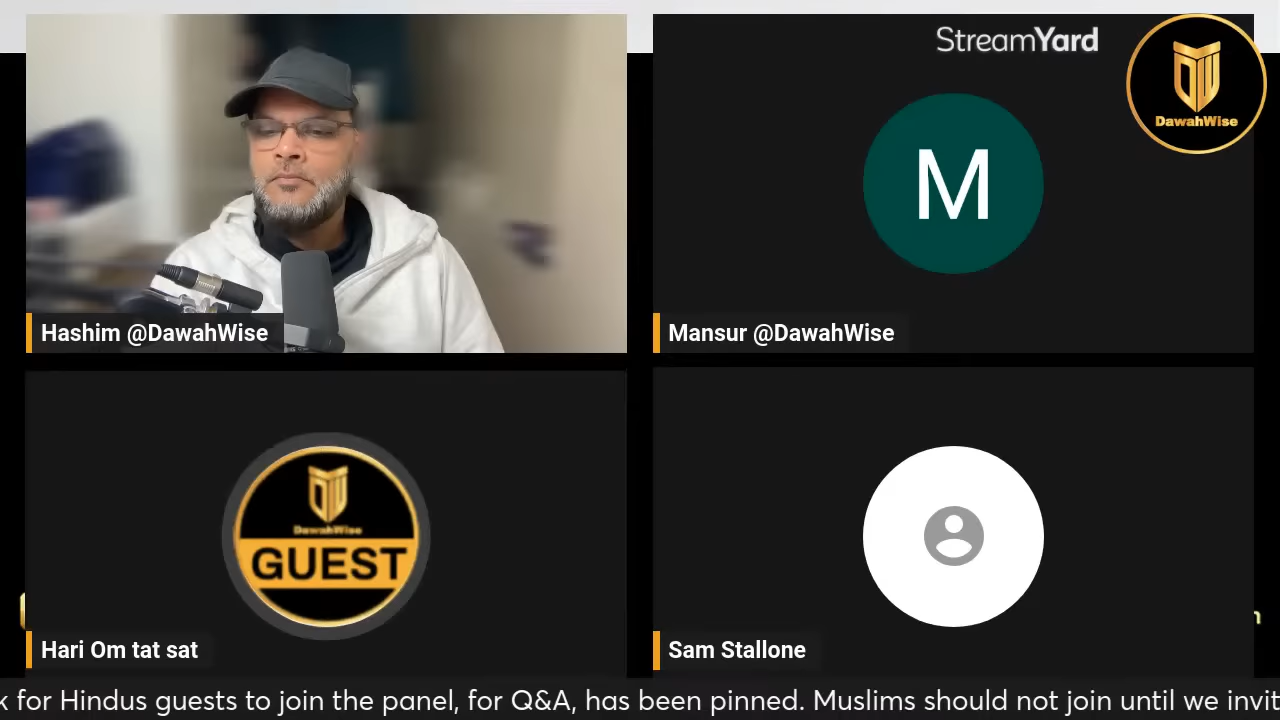 StreamYard
DawahWise
M
Hashim @DawahWise
Mansur @DawahWise
DawahWise
GUEST
Hari Om tat sat
Sam Stallone
k for Hindus guests to join the panel, for Q&A, has been pinned. Muslims should not join until we invit